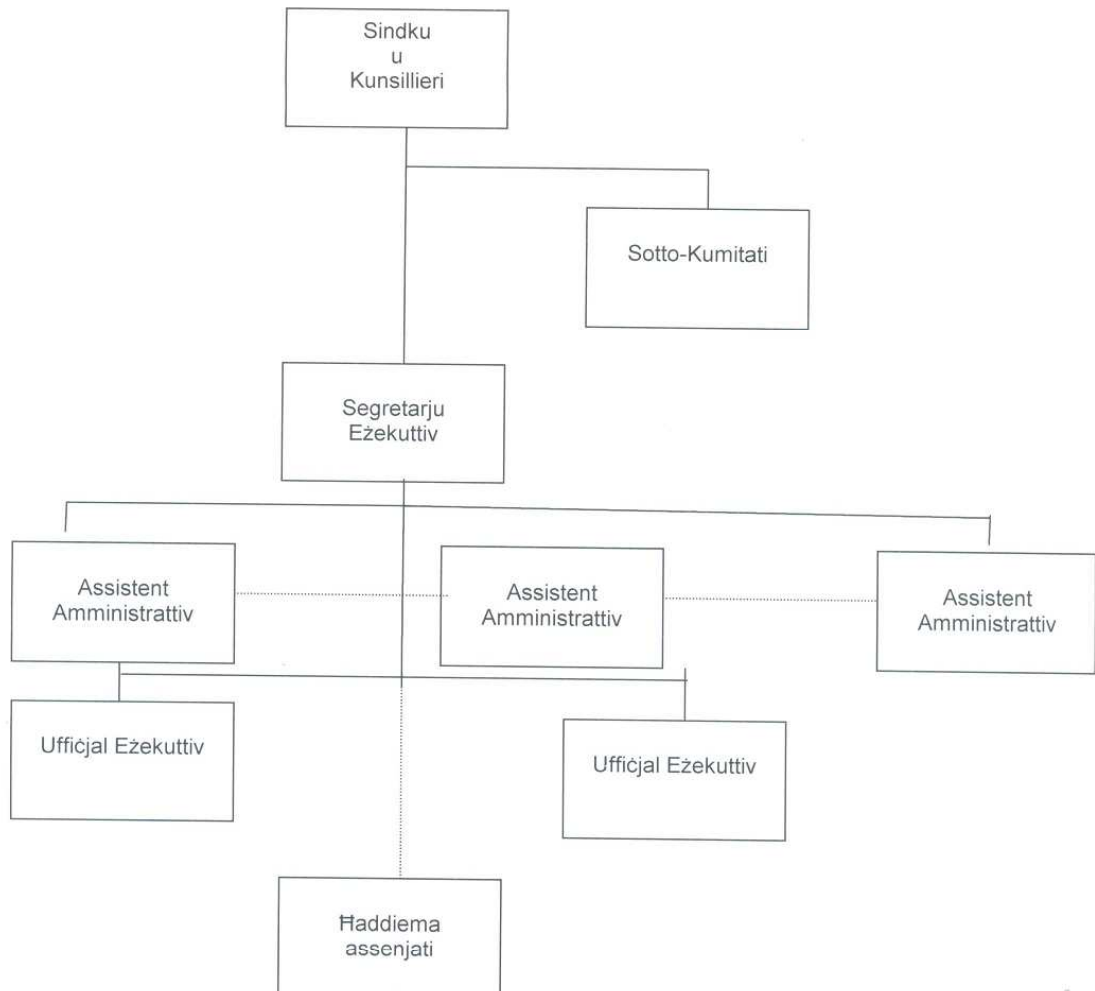 Sindku
u
Kunsillieri
Sotto-Kumitati
Segretarju
Eżekuttiv
Assistent
Amministrattiv
Assistent
Amministrattiv
Assistent
Amministrattiv
Uffiċjal Eżekuttiv
Uffiċjal Eżekuttiv
Ħaddiema
assenjati